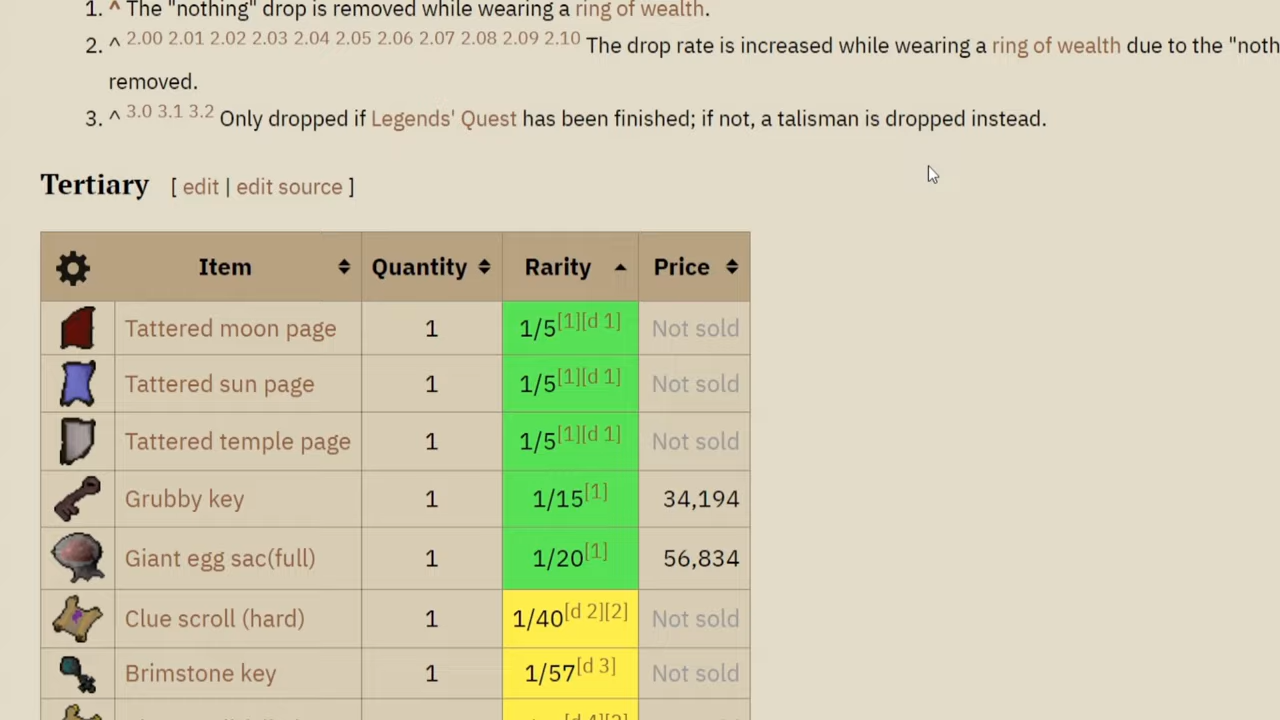 1. ^ The "nothing" drop is removed while wearing a ring of wealth.
2. ^ 2.00 2.01 2.02 2.03 2.04 2.05 2.06 2.07 2.08 2.09 2.10 The drop rate is increased while wearing a ring of wealth due to the
removed.
3. ^ 3.0 3.1 3.2 Only dropped if Legends' Quest has been finished; if not, a talisman is dropped instead.
Tertiary [ edit | edit source ]
Item Quantity Rarity Price
Tattered moon page 1 1/5[1][d 1] Not sold
Tattered sun page 1 1/5[1][d 1] Not sold
Tattered temple page 1 1/5[1][d 1] Not sold
Grubby key 1 1/15[1] 34,194
Giant egg sac(full) 1 1/20[1] 56,834
Clue scroll (hard) 1 1/40[d 2][2] Not sold
Brimstone key 1 1/57[d 3] Not sold